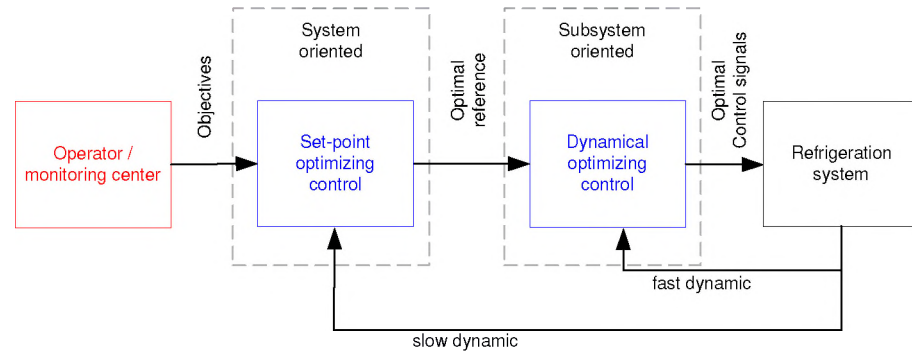 System
oriented
Subsystem
oriented
Objectives
Optimal
reference
Optimal
Control signals
Operator /
monitoring center
Set-point
optimizing
control
Dynamical
optimizing
control
Refrigeration
system
fast dynamic
slow dynamic